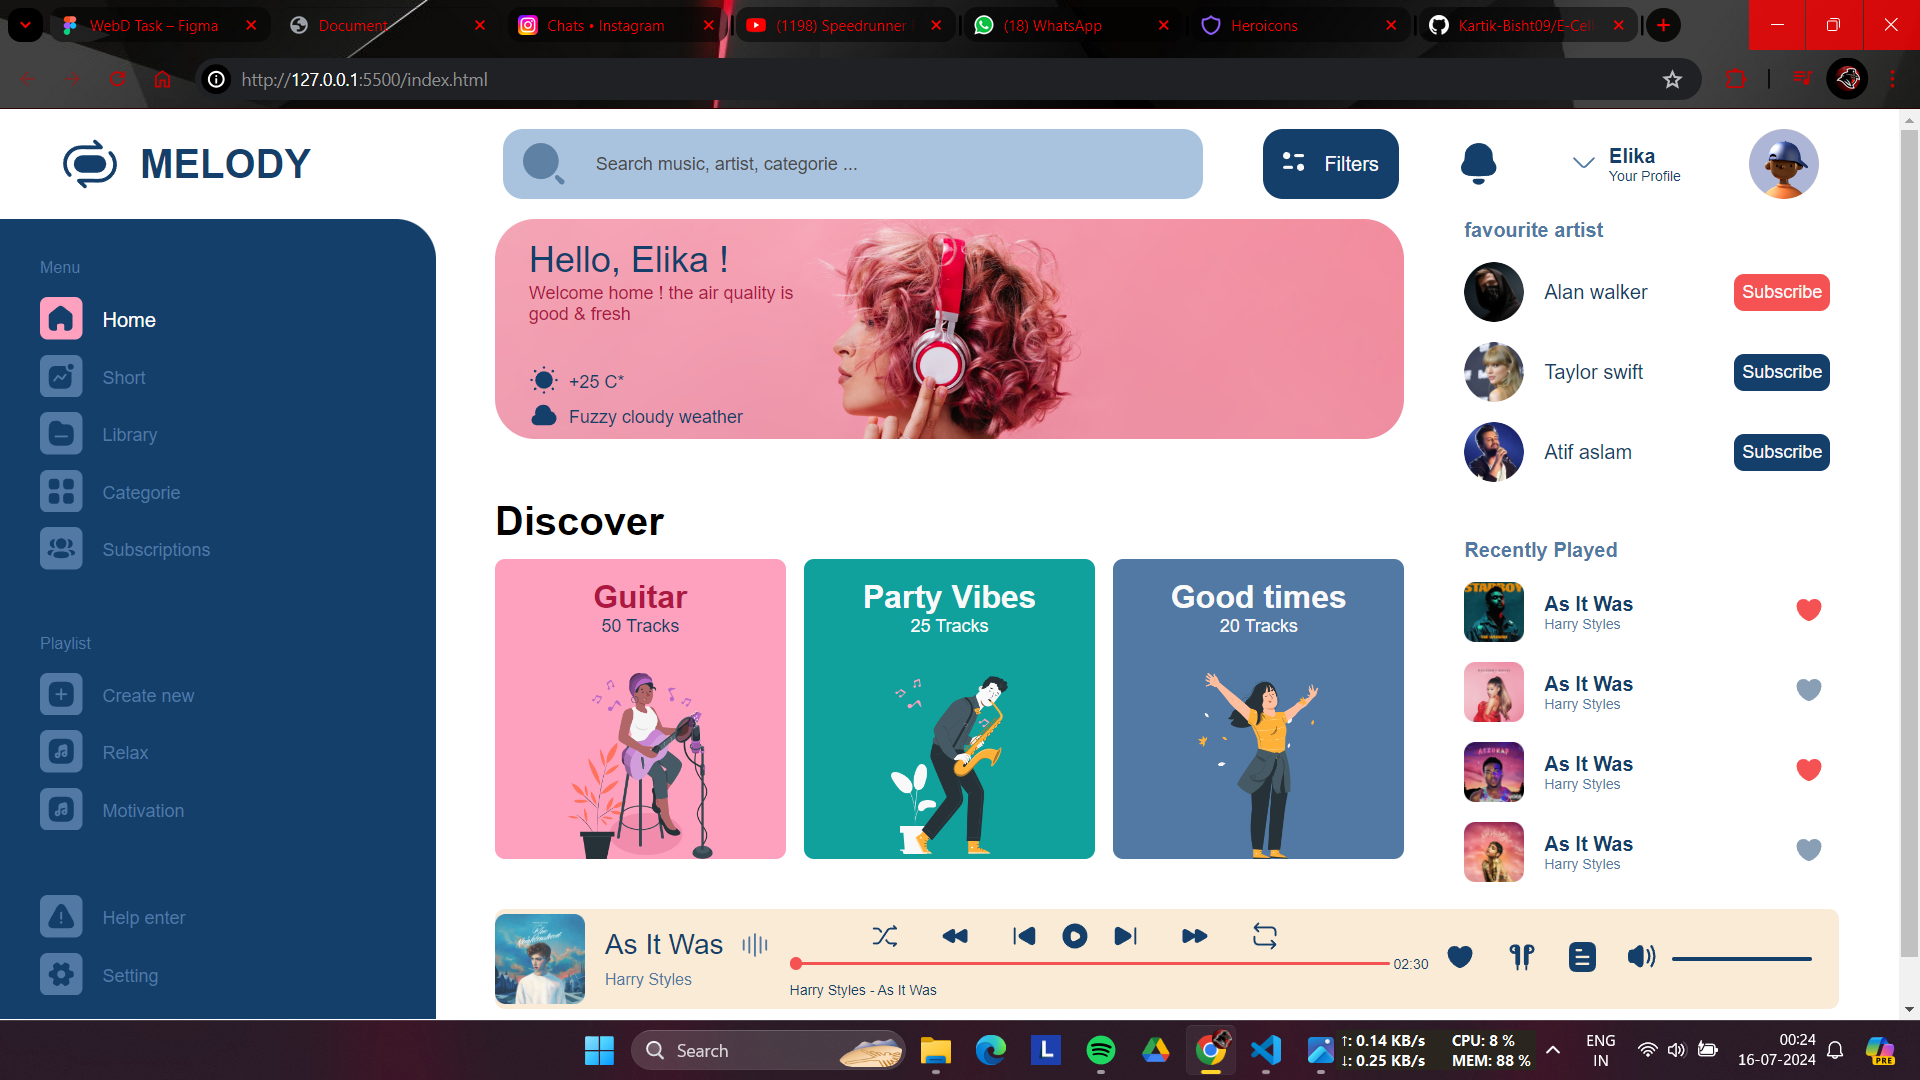 WebD Task – Figma
Document
Chats • Instagram
(1198) Speedrunner
(18) WhatsApp
Heroicons
Kartik-Bisht09/E-Cell
http://127.0.0.1:5500/index.html
MELODY
Search music, artist, categorie ...
Filters
Elika
Your Profile
Menu
Home
Short
Library
Categorie
Subscriptions
Playlist
Create new
Relax
Motivation
Help enter
Setting
Hello, Elika !
Welcome home ! the air quality is
good & fresh
+25 C*
Fuzzy cloudy weather
Discover
Guitar
50 Tracks
Party Vibes
25 Tracks
Good times
20 Tracks
favourite artist
Alan walker
Subscribe
Taylor swift
Subscribe
Atif aslam
Subscribe
Recently Played
STARBOY
As It Was
Harry Styles
As It Was
Harry Styles
As It Was
Harry Styles
As It Was
Harry Styles
As It Was
Harry Styles
02:30
Harry Styles - As It Was
Search
L
↑: 0.14 KB/s
↓: 0.25 KB/s
CPU: 8 %
MEM: 88 %
ENG
IN
00:24
16-07-2024
PRE